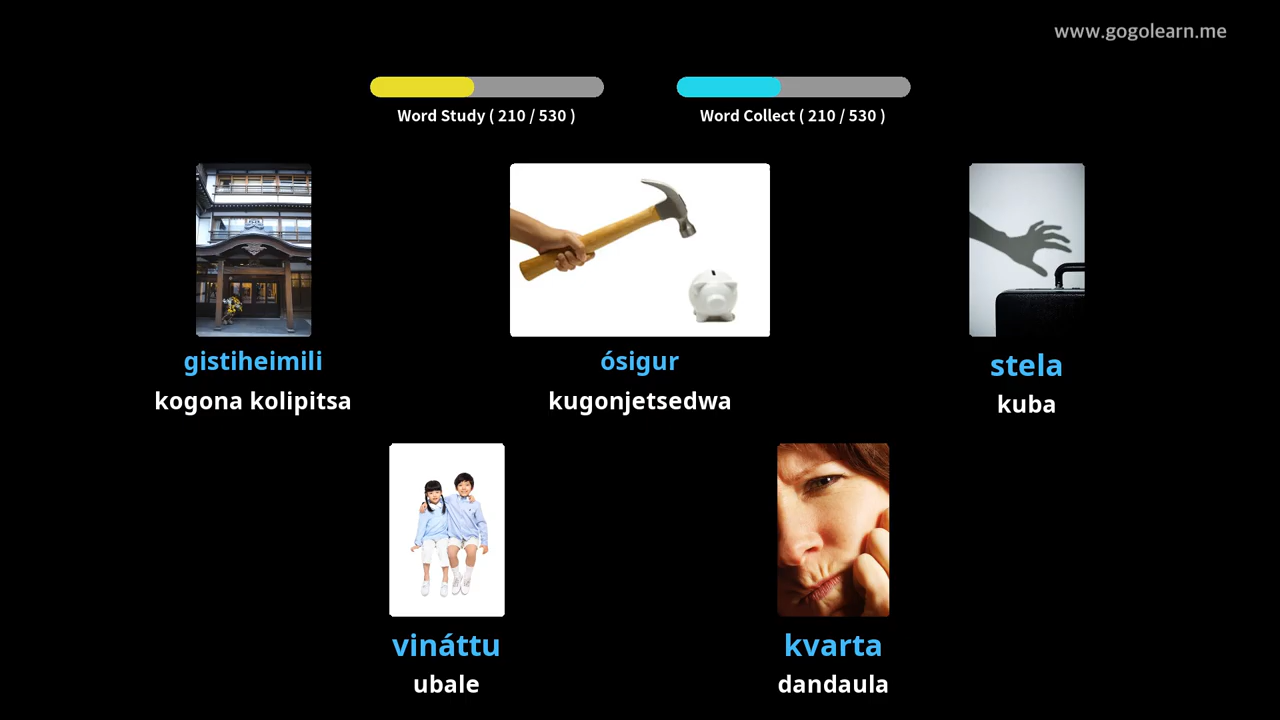 www.gogolearn.me
Word Study ( 210 / 530 )
Word Collect ( 210 / 530 )
gistiheimili
kogona kolipitsa
ósigur
kugonjetsedwa
stela
kuba
vináttu
ubale
kvarta
dandaula